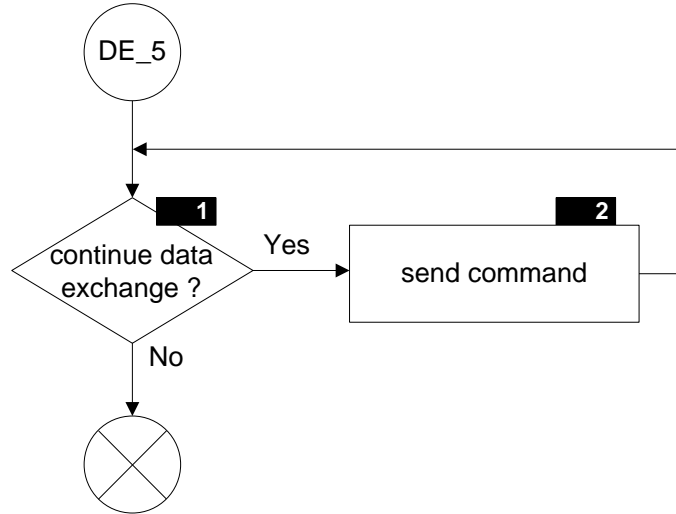 DE_5
1
continue data
exchange ?
Yes
2
send command
No